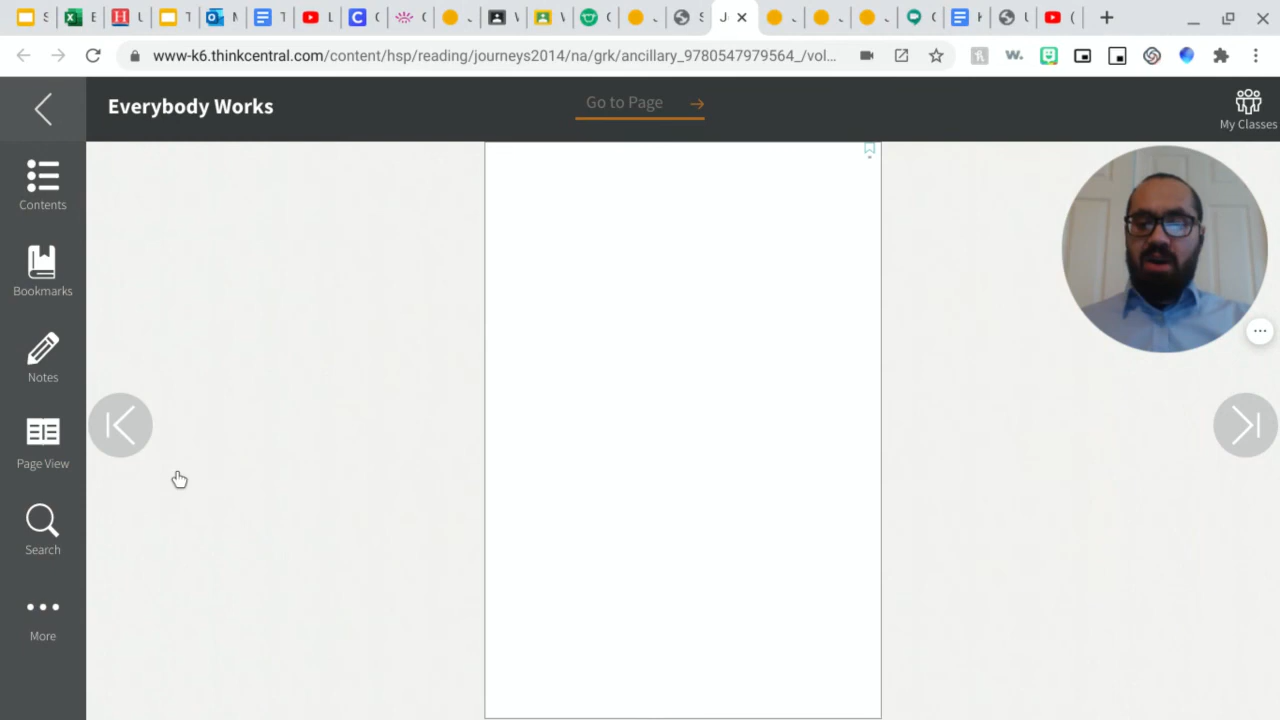 S
E
L
T
N
T
L
C
C
J
S
J
C
K
L
(
www-k6.thinkcentral.com/content/hsp/reading/journeys2014/na/grk/ancillary_9780547979564_/vol...
w.
Everybody Works
Go to Page
My Classes
Contents
Bookmarks
Notes
Page View
Search
More